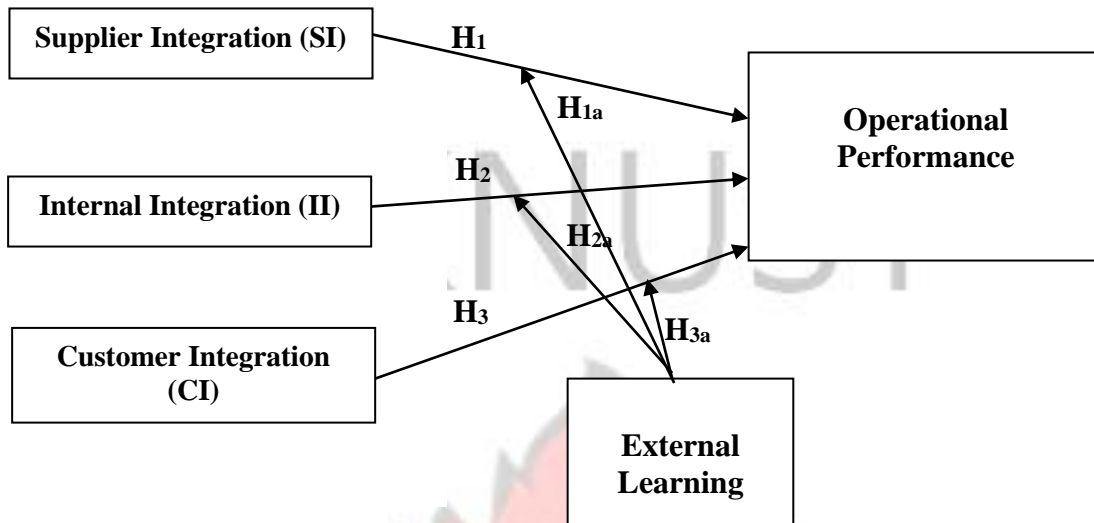 Supplier Integration (SI)
H1
H1a
Operational
Performance
Internal Integration (II)
H2
H2a
Customer Integration
(CI)
H3
H3a
External
Learning
NUST